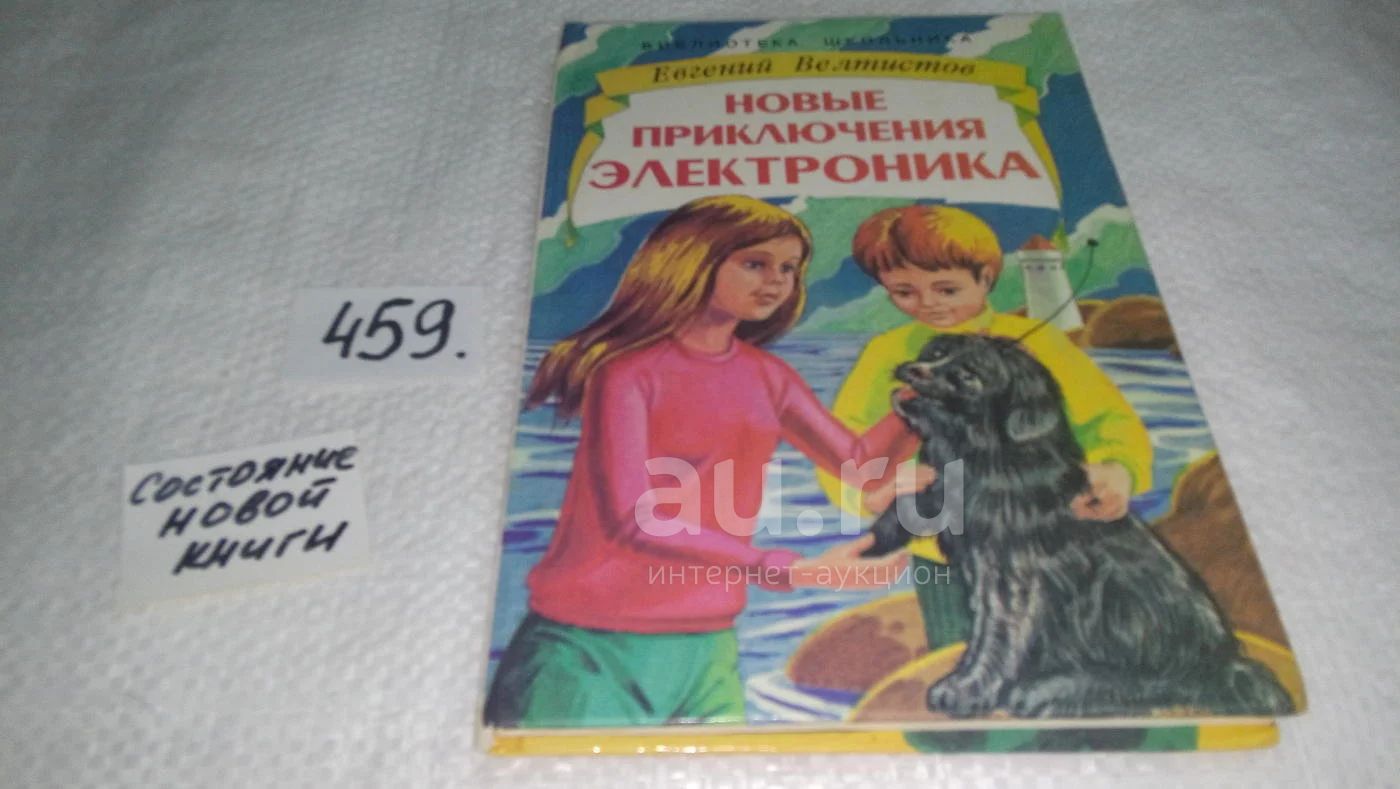 БИБЛИОТЕКА ШКОЛЬНИКА
Евгений Велтистов
НОВЫЕ
ПРИКЛЮЧЕНИЯ
ЭЛЕКТРОНИКА
459.
СОСТОЯНИЕ
НОВОЙ
КНИГИ
au.ru
интернет-аукцион